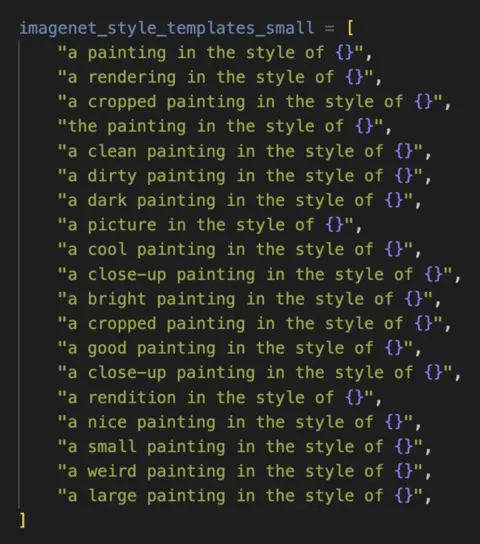 imagenet_style_templates_small = [
    "a painting in the style of {}",
    "a rendering in the style of {}",
    "a cropped painting in the style of {}",
    "the painting in the style of {}",
    "a clean painting in the style of {}",
    "a dirty painting in the style of {}",
    "a dark painting in the style of {}",
    "a picture in the style of {}",
    "a cool painting in the style of {}",
    "a close-up painting in the style of {}",
    "a bright painting in the style of {}",
    "a cropped painting in the style of {}",
    "a good painting in the style of {}",
    "a close-up painting in the style of {}",
    "a rendition in the style of {}",
    "a nice painting in the style of {}",
    "a small painting in the style of {}",
    "a weird painting in the style of {}",
    "a large painting in the style of {}",
]